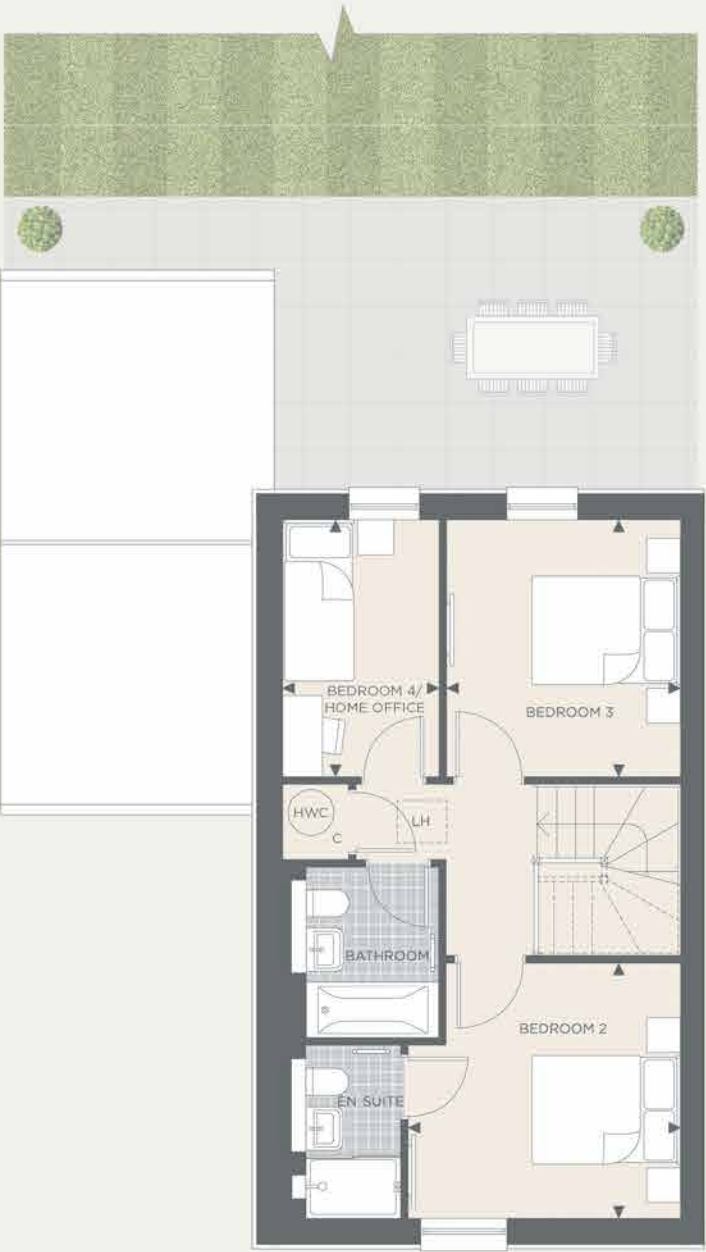 BEDROOM 4/
HOME OFFICE
BEDROOM 3
HWC
C
LH
BATHROOM
BEDROOM 2
EN SUITE